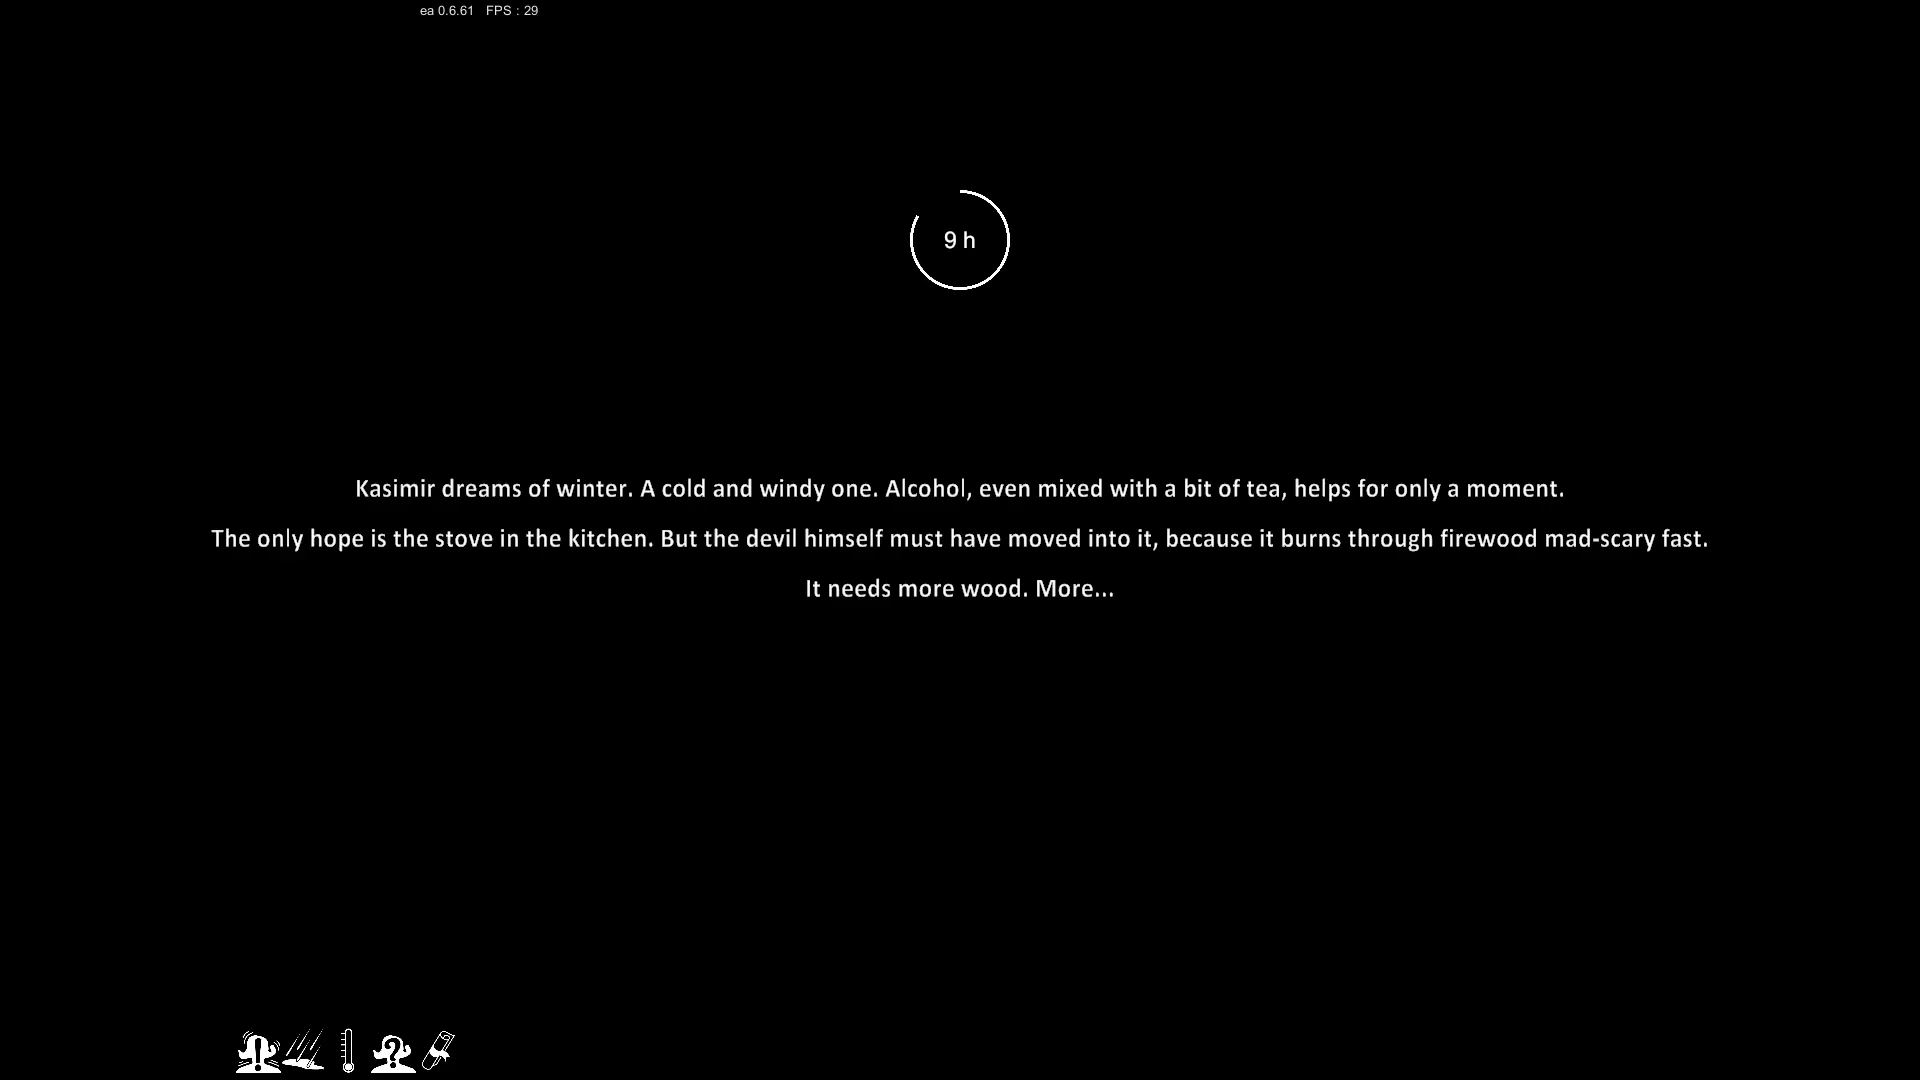 ea 0.6.61 FPS : 29
9 h
Kasimir dreams of winter. A cold and windy one. Alcohol, even mixed with a bit of tea, helps for only a moment.
The only hope is the stove in the kitchen. But the devil himself must have moved into it, because it burns through firewood mad-scary fast.
It needs more wood. More...